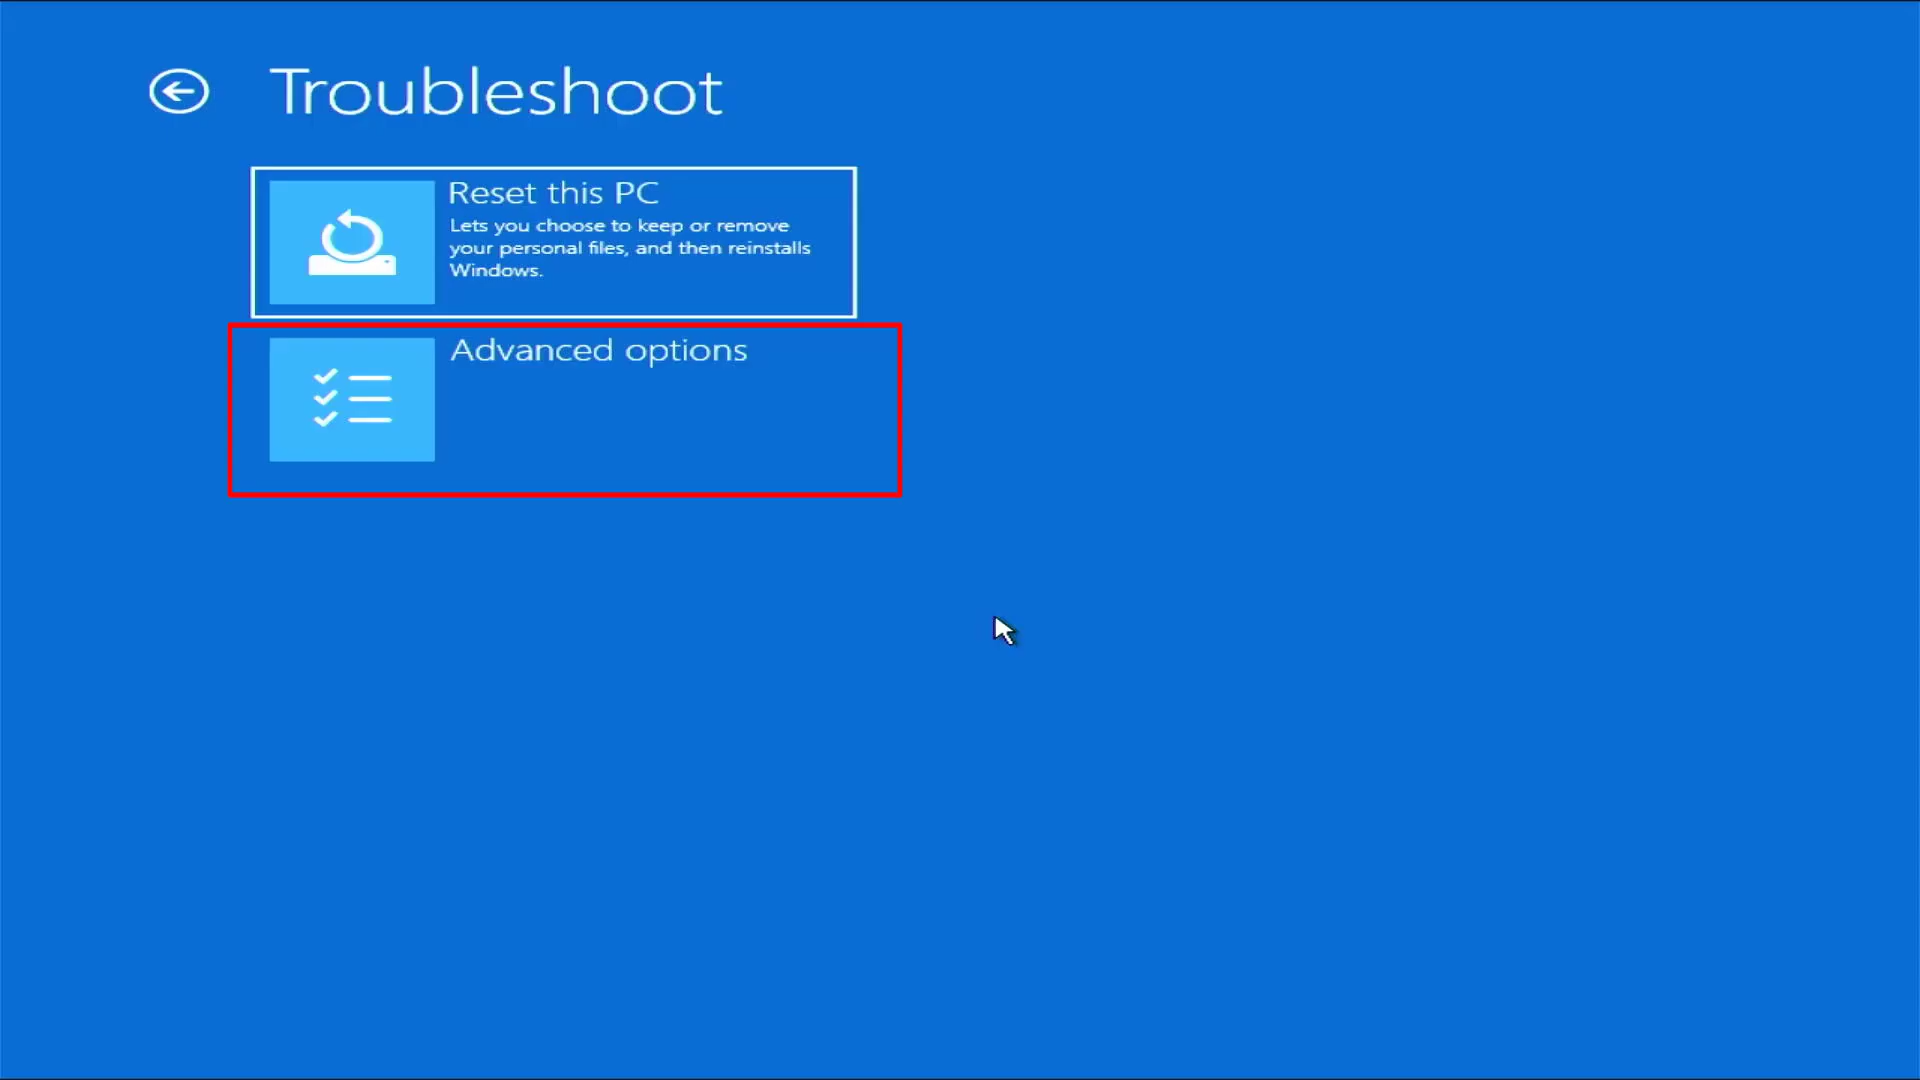 Troubleshoot
Reset this PC
Lets you choose to keep or remove
your personal files, and then reinstalls
Windows.
Advanced options